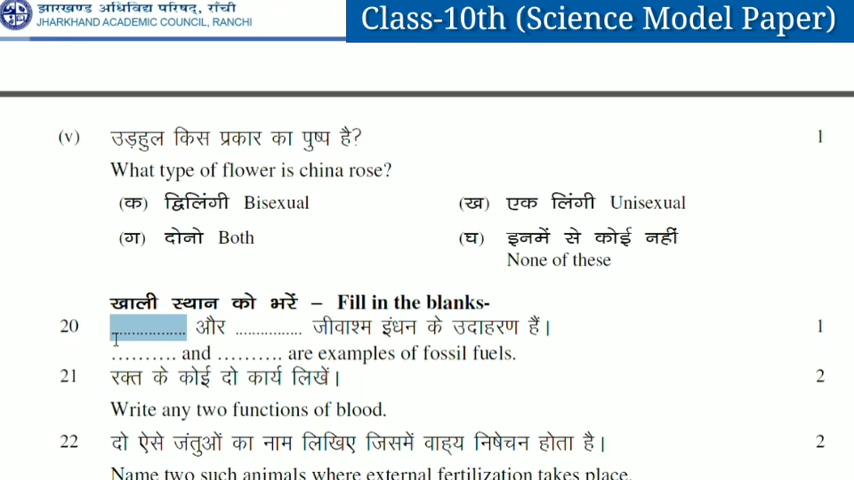 झारखण्ड अधिविद्य परिषद्, राँची
JHARKHAND ACADEMIC COUNCIL, RANCHI
Class-10th (Science Model Paper)
(v) उड़हुल किस प्रकार का पुष्प है? 1
What type of flower is china rose?
(क) द्विलिंगी Bisexual (ख) एक लिंगी Unisexual
(ग) दोनो Both (घ) इनमें से कोई नहीं
None of these
खाली स्थान को भरें – Fill in the blanks-
20 ................ और ................ जीवाश्म इंधन के उदाहरण हैं। 1
.......... and .......... are examples of fossil fuels.
21 रक्त के कोई दो कार्य लिखें। 2
Write any two functions of blood.
22 दो ऐसे जंतुओं का नाम लिखिए जिसमें वाह्य निषेचन होता है। 2
Name two such animals where external fertilization takes place.